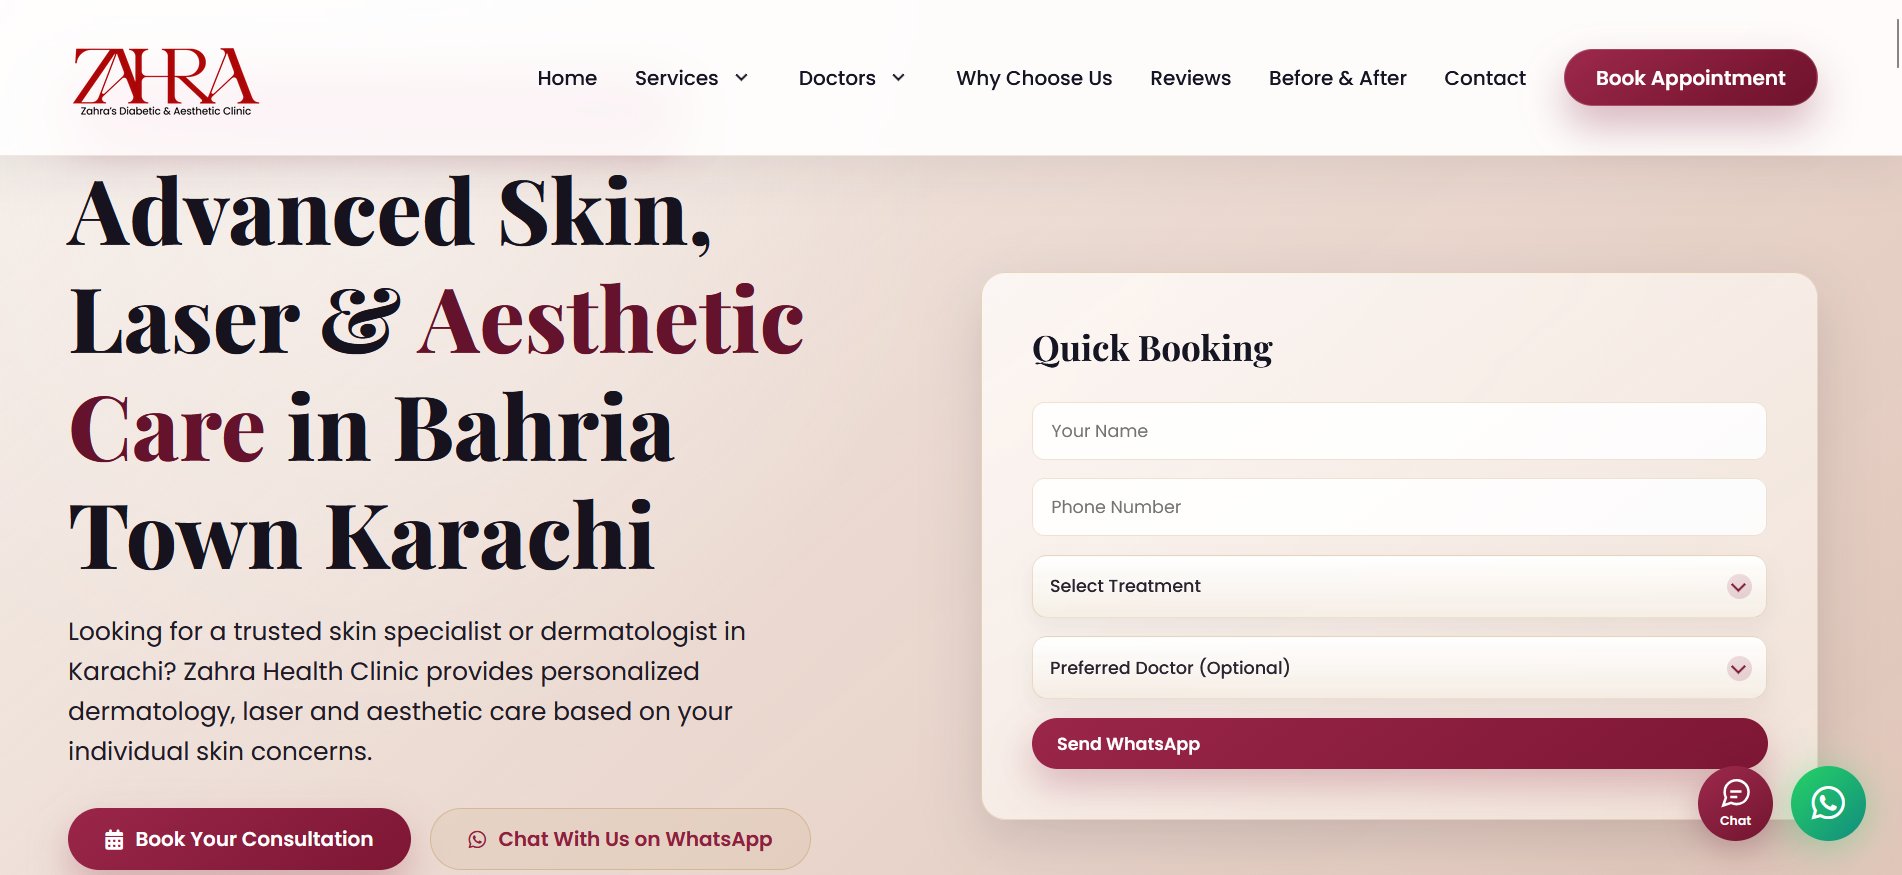 ZAHRA
Zahra's Diabetic & Aesthetic Clinic
Home
Services
Doctors
Why Choose Us
Reviews
Before & After
Contact
Book Appointment
Advanced Skin,
Laser & Aesthetic
Care in Bahria
Town Karachi
Looking for a trusted skin specialist or dermatologist in
Karachi? Zahra Health Clinic provides personalized
dermatology, laser and aesthetic care based on your
individual skin concerns.
Book Your Consultation
Chat With Us on WhatsApp
Quick Booking
Your Name
Phone Number
Select Treatment
Preferred Doctor (Optional)
Send WhatsApp
Chat